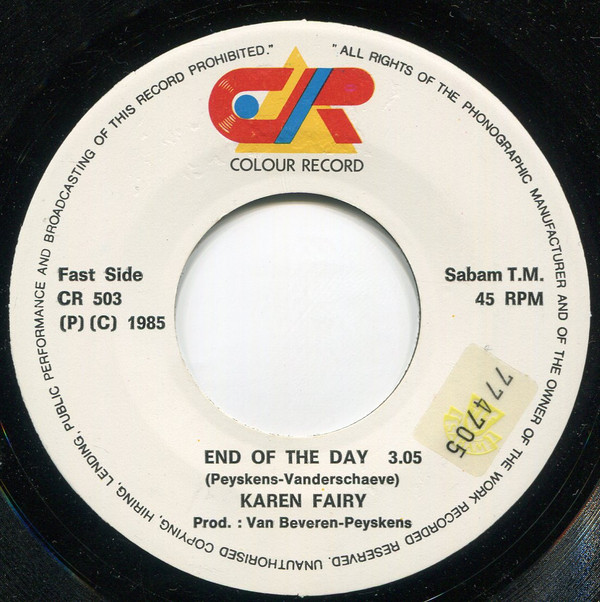 "ALL RIGHTS OF THE PHONOGRAPHIC MANUFACTURER AND OF THE OWNER OF THE WORK RECORDED RESERVED. UNAUTHORISED COPYING, HIRING, LENDING, PUBLIC PERFORMANCE AND BROADCASTING OF THIS RECORD PROHIBITED."
CR
COLOUR RECORD
Fast Side
CR 503
(P) (C) 1985
Sabam T.M.
45 RPM
774705
END OF THE DAY 3.05
(Peyskens-Vanderschaeve)
KAREN FAIRY
Prod. : Van Beveren-Peyskens